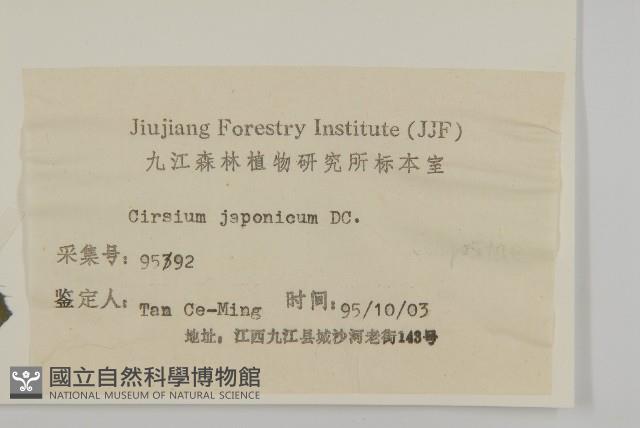 Jiujiang Forestry Institute (JJF)
九江森林植物研究所标本室
Cirsium japonicum DC.
采集号: 95392
鉴定人: Tan Ce-Ming 时间: 95/10/03
地址: 江西九江县城沙河老街143号
國立自然科學博物館
NATIONAL MUSEUM OF NATURAL SCIENCE